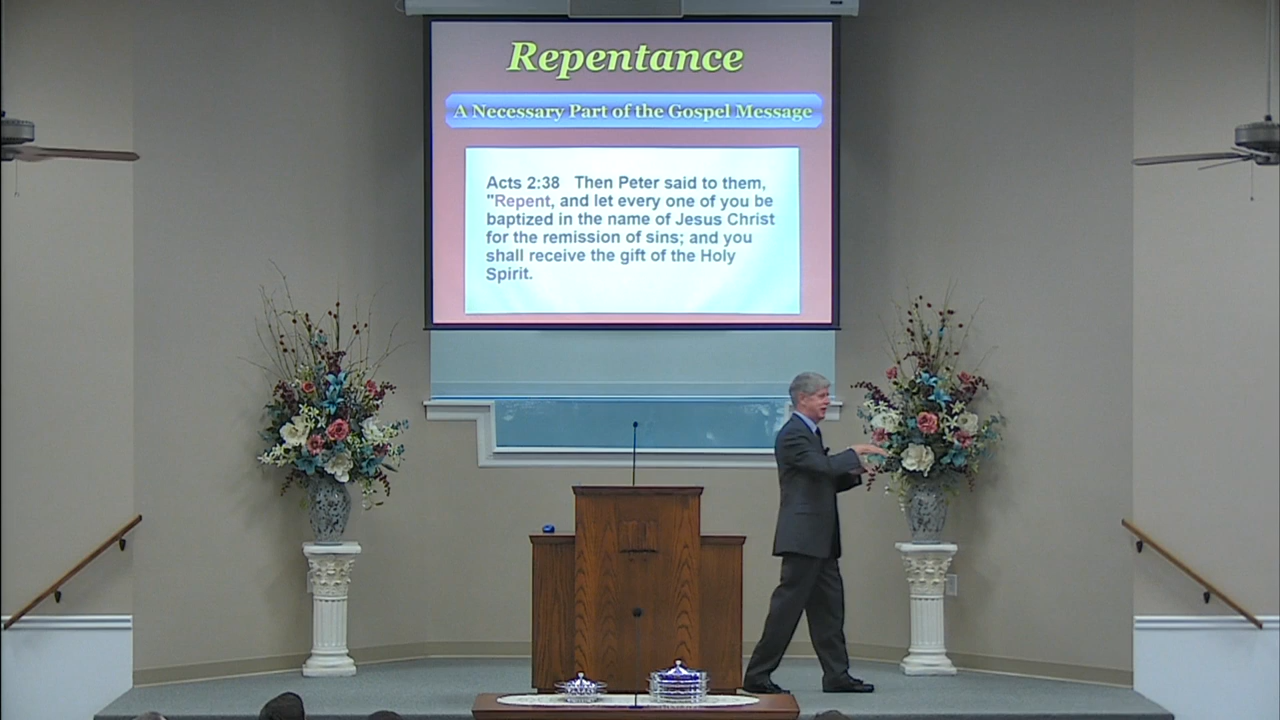 Repentance
A Necessary Part of the Gospel Message
Acts 2:38 Then Peter said to them,
"Repent, and let every one of you be
baptized in the name of Jesus Christ
for the remission of sins; and you
shall receive the gift of the Holy
Spirit.